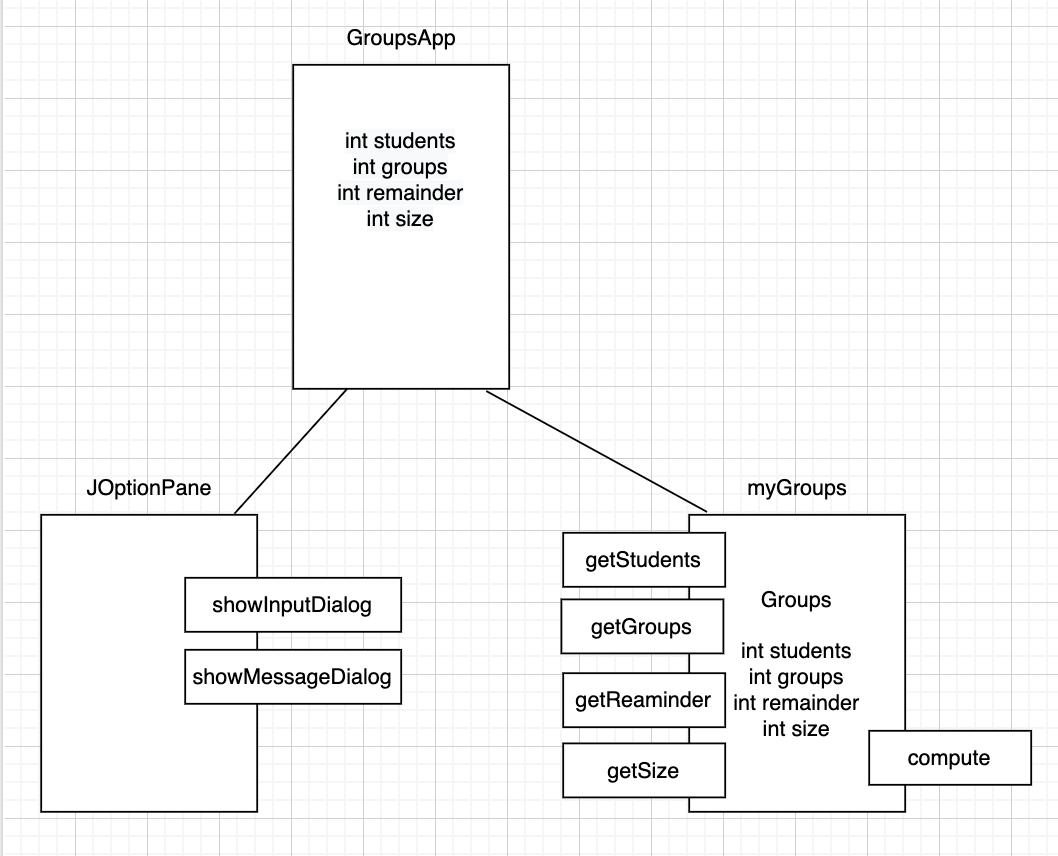 GroupsApp
int students
int groups
int remainder
int size
JOptionPane
showInputDialog
showMessageDialog
myGroups
getStudents
getGroups
getReaminder
getSize
Groups
int students
int groups
int remainder
int size
compute